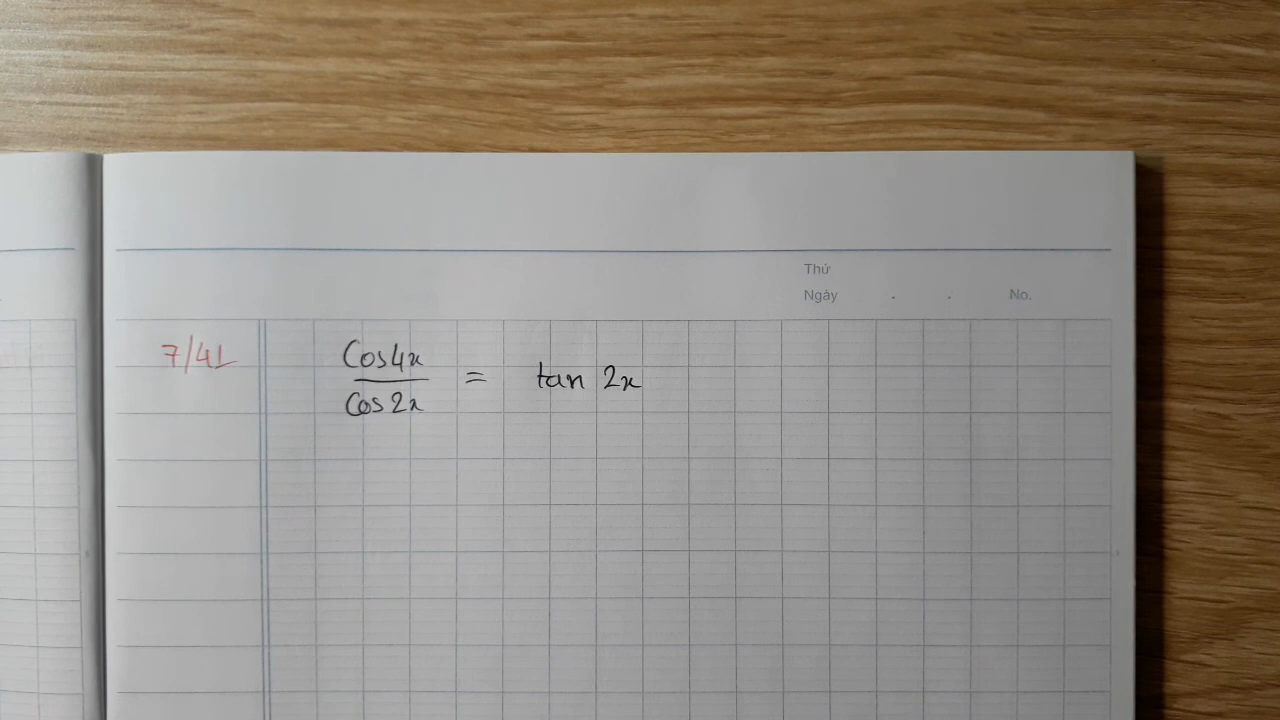 Thứ
Ngày . . No.
7/41 cos4x / cos2x = tan 2x